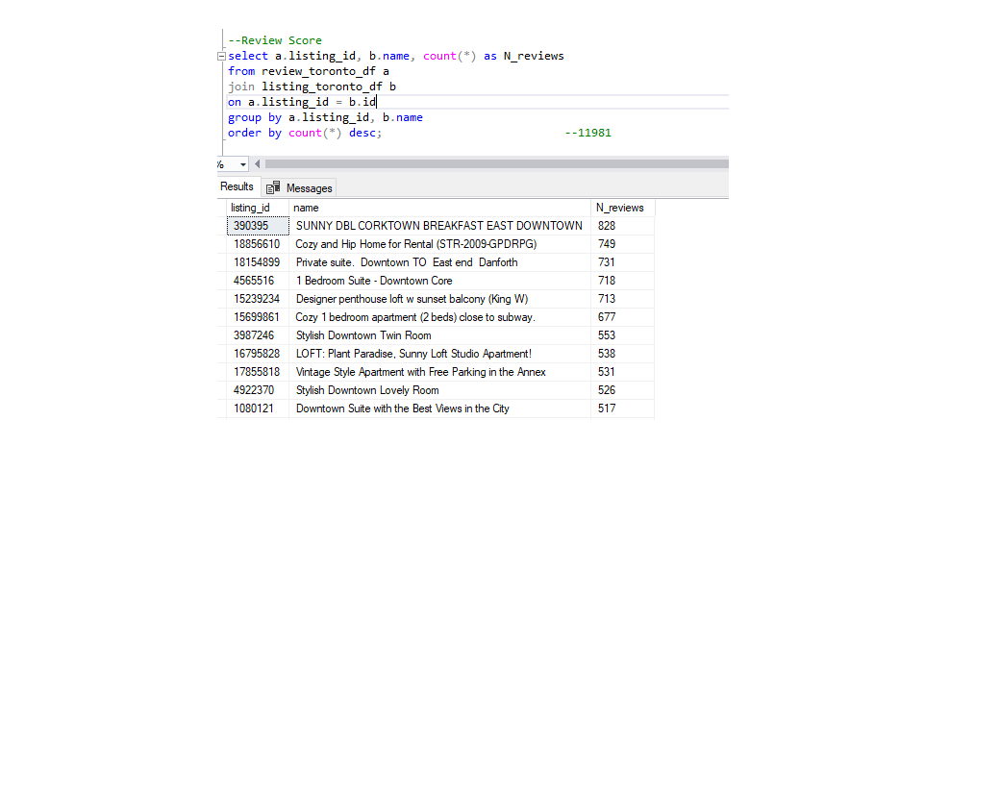 --Review Score
select a.listing_id, b.name, count(*) as N_reviews
from review_toronto_df a
join listing_toronto_df b
on a.listing_id = b.id
group by a.listing_id, b.name
order by count(*) desc; --11981
%
Results Messages
listing_id name N_reviews
390395 SUNNY DBL CORKTOWN BREAKFAST EAST DOWNTOWN 828
18856610 Cozy and Hip Home for Rental (STR-2009-GPDRPG) 749
18154899 Private suite.  Downtown TO  East end  Danforth 731
4565516 1 Bedroom Suite - Downtown Core 718
15239234 Designer penthouse loft w sunset balcony (King W) 713
15699861 Cozy 1 bedroom apartment (2 beds) close to subway. 677
3987246 Stylish Downtown Twin Room 553
16795828 LOFT: Plant Paradise, Sunny Loft Studio Apartment! 538
17855818 Vintage Style Apartment with Free Parking in the Annex 531
4922370 Stylish Downtown Lovely Room 526
1080121 Downtown Suite with the Best Views in the City 517